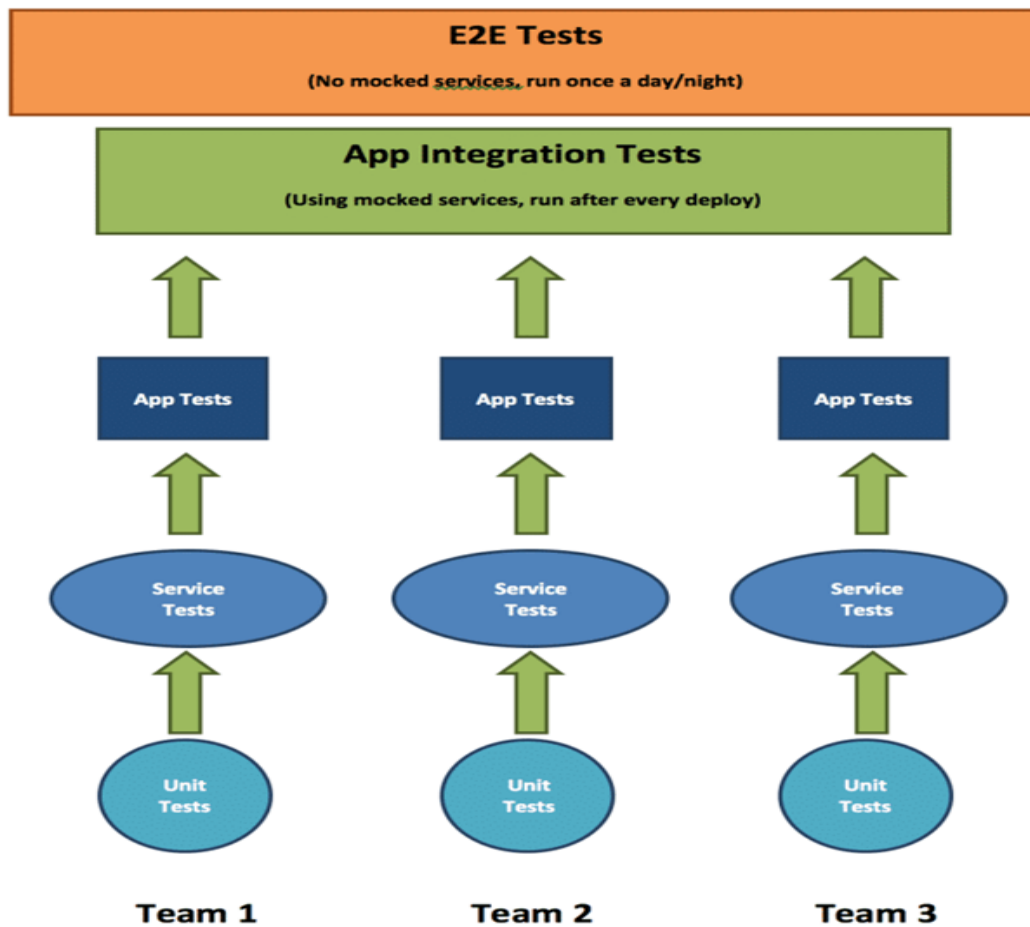 E2E Tests
(No mocked services, run once a day/night)
App Integration Tests
(Using mocked services, run after every deploy)
App Tests
App Tests
App Tests
Service
Tests
Service
Tests
Service
Tests
Unit
Tests
Unit
Tests
Unit
Tests
Team 1
Team 2
Team 3